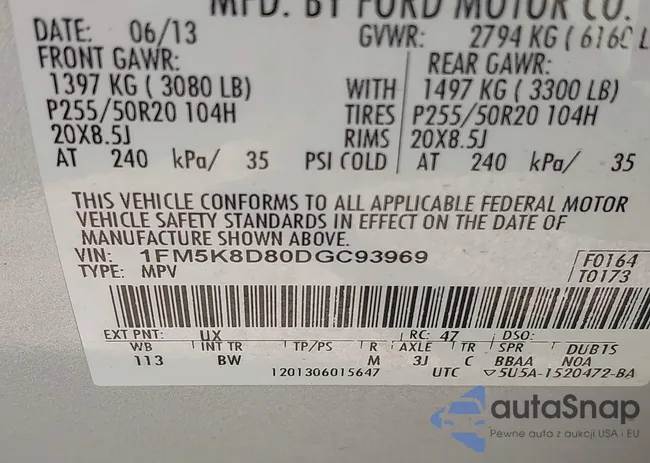 MFD. BY FORD MOTOR CO.
DATE: 06/13 GVWR: 2794 KG ( 6160 L
FRONT GAWR: REAR GAWR:
1397 KG ( 3080 LB) WITH 1497 KG ( 3300 LB)
P255/50R20 104H TIRES P255/50R20 104H
20X8.5J RIMS 20X8.5J
AT 240 kPa/ 35 PSI COLD AT 240 kPa/ 35
THIS VEHICLE CONFORMS TO ALL APPLICABLE FEDERAL MOTOR
VEHICLE SAFETY STANDARDS IN EFFECT ON THE DATE OF
MANUFACTURE SHOWN ABOVE.
VIN: 1FM5K8D80DGC93969 F0164
TYPE: MPV T0173
EXT PNT: UX RC: 47 DSO:
WB INT TR TP/PS R AXLE TR SPR DUB1S
113 BW M 3J C BBAA N0A
1201306015647 UTC ▽5U5A-1520472-BA
autaSnap
Pewne auta z aukcji USA i EU